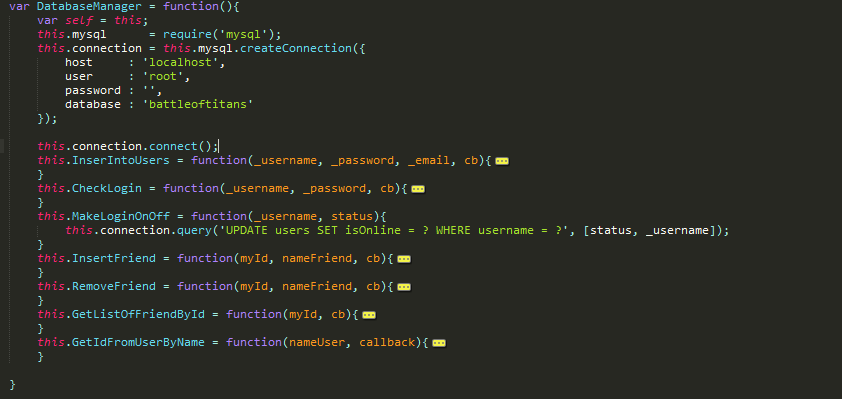 var DatabaseManager = function(){
    var self = this;
    this.mysql      = require('mysql');
    this.connection = this.mysql.createConnection({
        host     : 'localhost',
        user     : 'root',
        password : '',
        database : 'battleoftitans'
    });

    this.connection.connect();
    this.InserIntoUsers = function(_username, _password, _email, cb){
    }
    this.CheckLogin = function(_username, _password, cb){
    }
    this.MakeLoginOnOff = function(_username, status){
        this.connection.query('UPDATE users SET isOnline = ? WHERE username = ?', [status, _username]);
    }
    this.InsertFriend = function(myId, nameFriend, cb){
    }
    this.RemoveFriend = function(myId, nameFriend, cb){
    }
    this.GetListOfFriendById = function(myId, cb){
    }
    this.GetIdFromUserByName = function(nameUser, callback){
    }

}